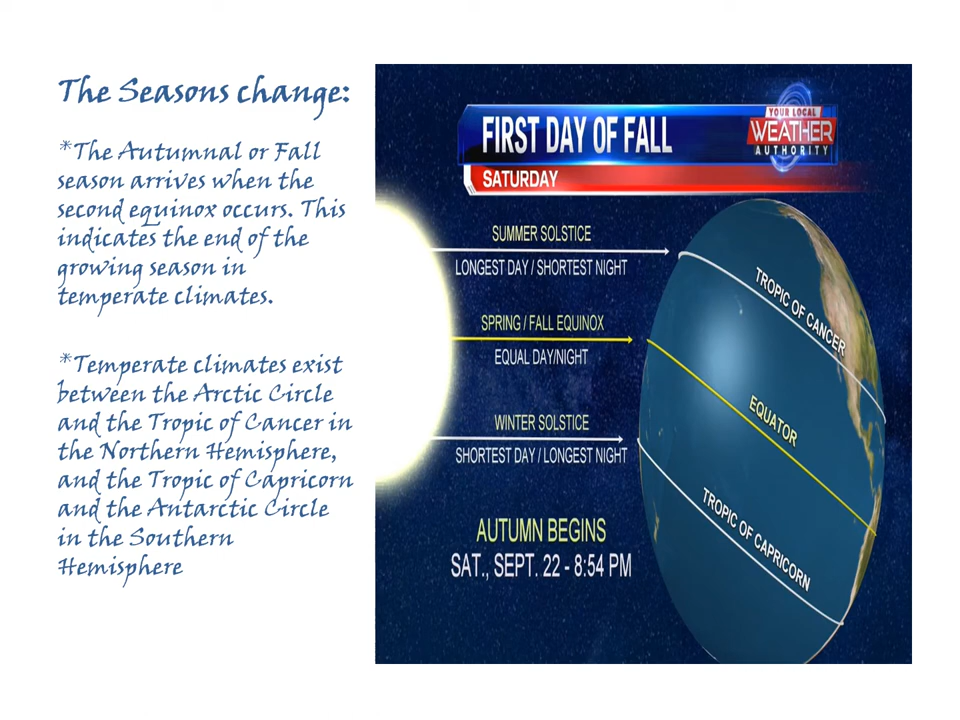 The Seasons change:
*The Autumnal or Fall
season arrives when the
second equinox occurs. This
indicates the end of the
growing season in
temperate climates.
*Temperate climates exist
between the Arctic Circle
and the Tropic of Cancer in
the Northern Hemisphere,
and the Tropic of Capricorn
and the Antarctic Circle
in the Southern
Hemisphere
FIRST DAY OF FALL
SATURDAY
YOUR LOCAL
WEATHER
AUTHORITY
SUMMER SOLSTICE
LONGEST DAY / SHORTEST NIGHT
SPRING / FALL EQUINOX
EQUAL DAY/NIGHT
WINTER SOLSTICE
SHORTEST DAY / LONGEST NIGHT
AUTUMN BEGINS
SAT., SEPT. 22 - 8:54 PM
TROPIC OF CANCER
EQUATOR
TROPIC OF CAPRICORN